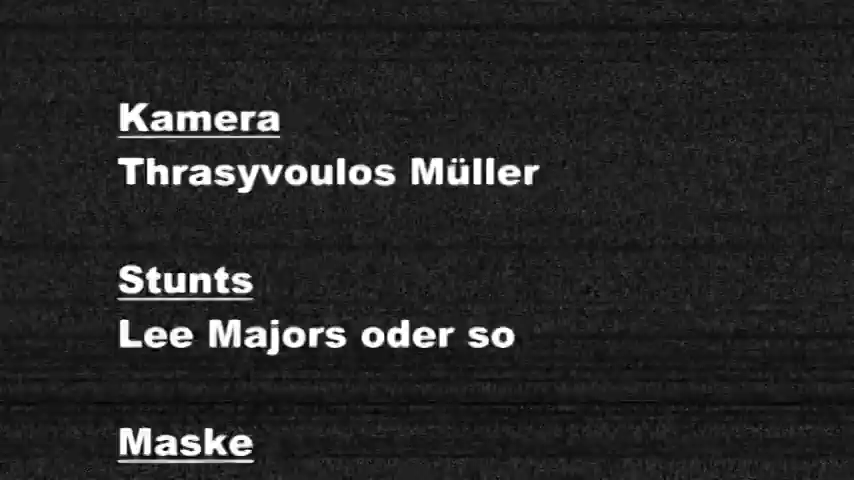 Kamera
Thrasyvoulos Müller
Stunts
Lee Majors oder so
Maske